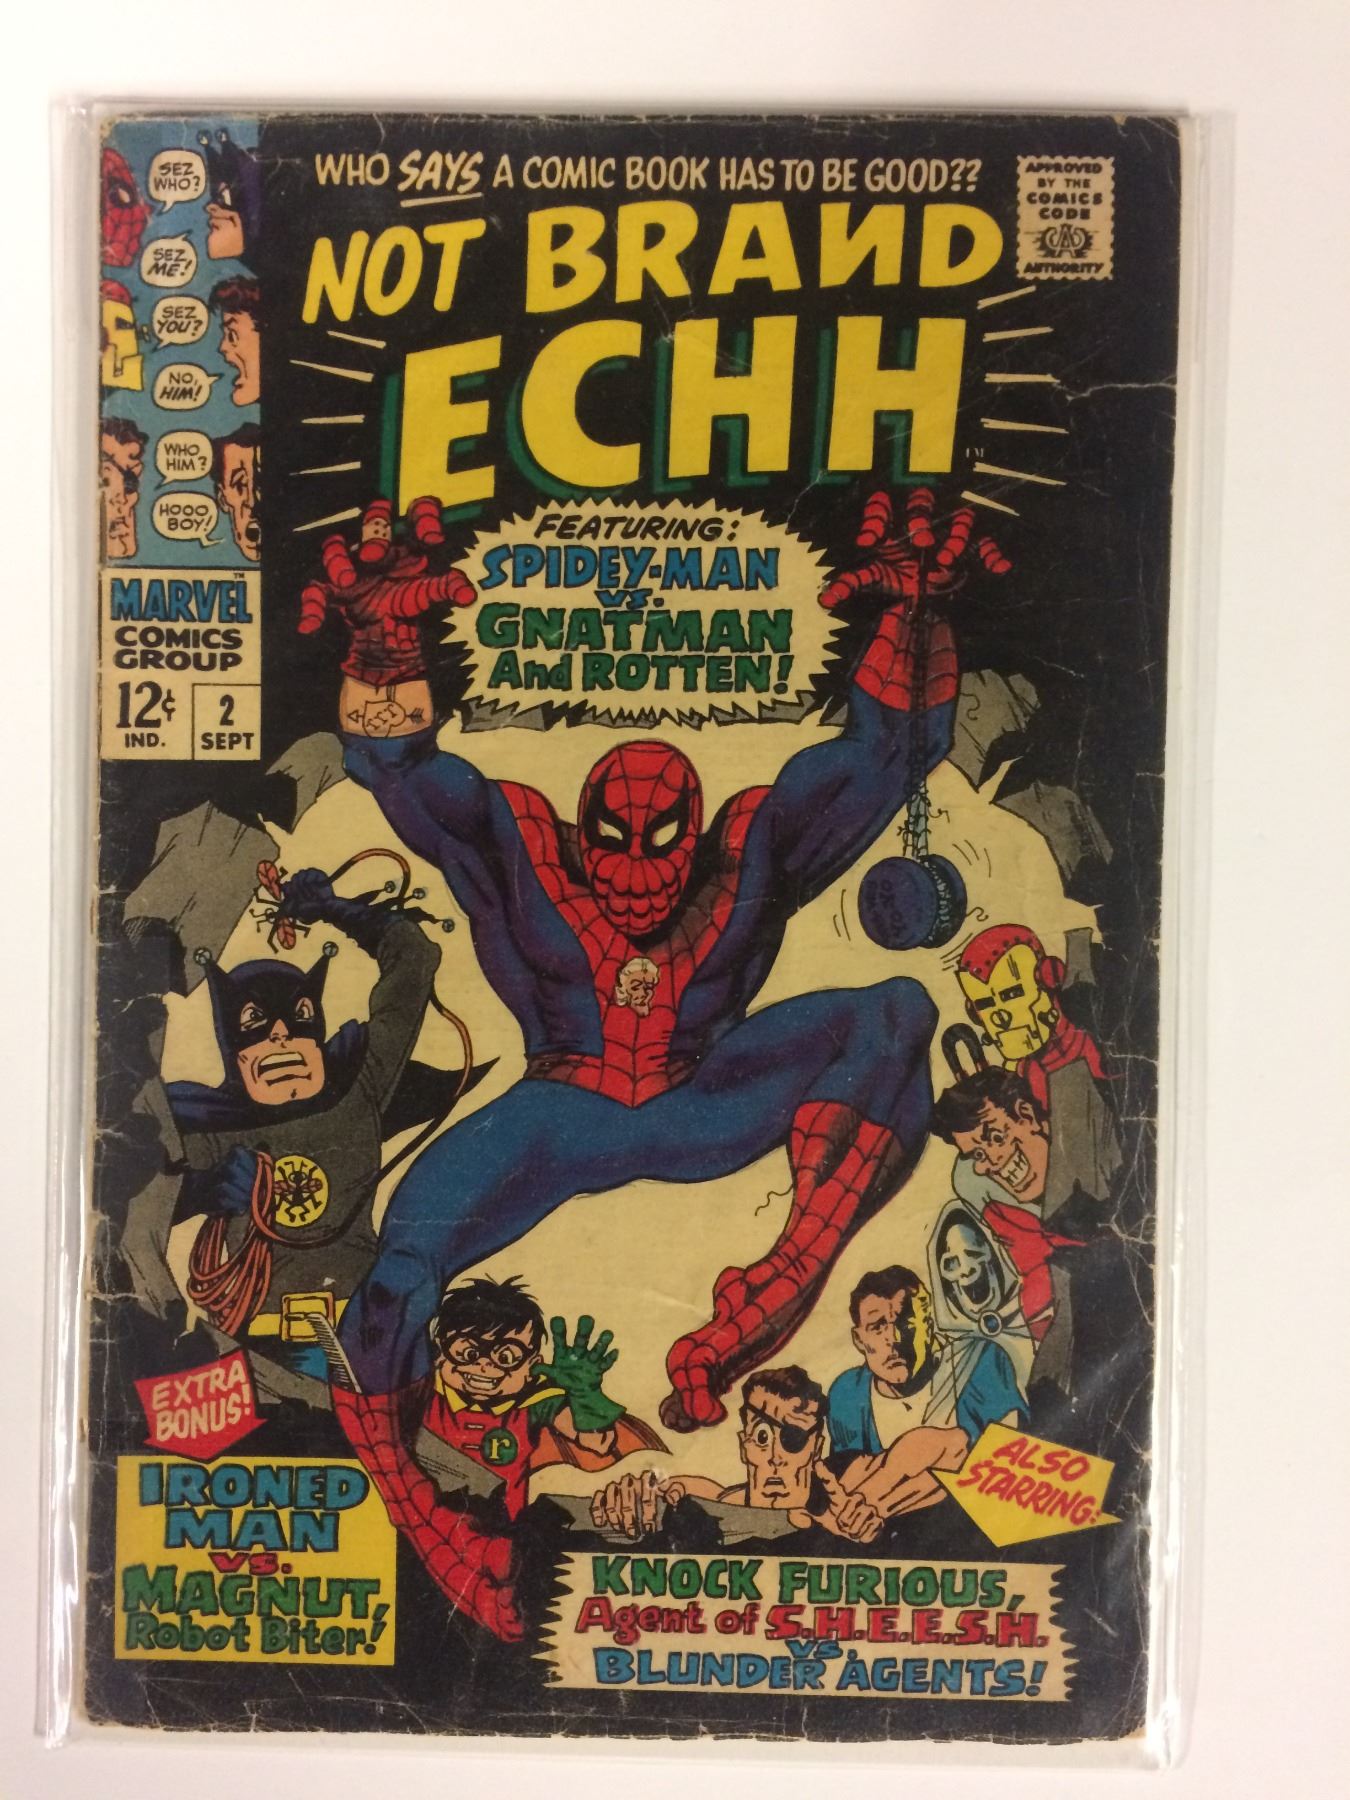 SEZ
WHO?
SEZ
ME!
SEZ
YOU?
NO,
HIM!
WHO
HIM?
HOOO
BOY!
MARVEL™
COMICS
GROUP
12¢
IND.
2
SEPT
WHO SAYS A COMIC BOOK HAS TO BE GOOD??
NOT BRAИD
ECHH
APPROVED
BY THE
COMICS
CODE
AUTHORITY
FEATURING:
SPIDEY-MAN
vs.
GNATMAN
And ROTTEN!
r
EXTRA
BONUS!
IRONED
MAN
vs.
MAGNUT,
Robot Biter!
ALSO
STARRING:
KNOCK FURIOUS,
Agent of S.H.E.E.S.H.
vs.
BLUNDER AGENTS!